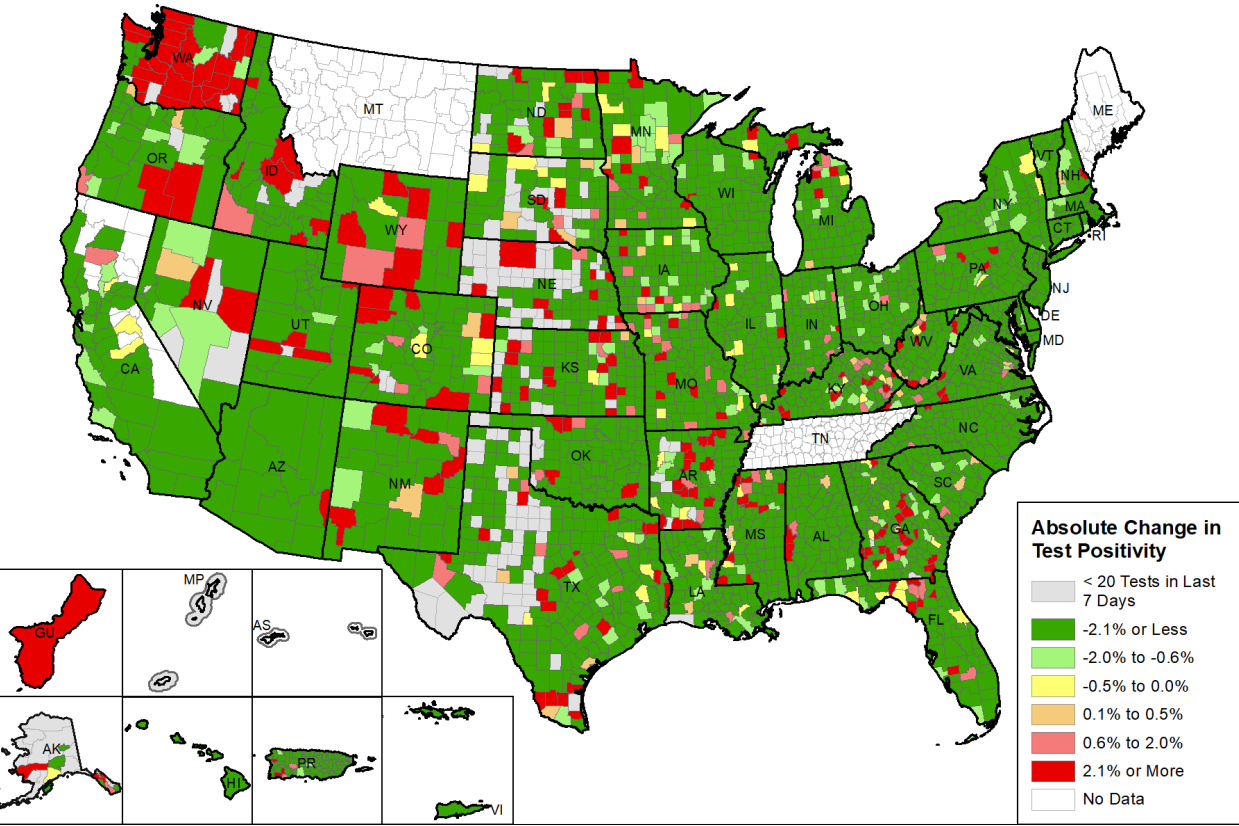 WA
MT
ME
ND
MN
OR
VT
ID
NH
WI
SD
NY
MA
WY
MI
CT
RI
IA
PA
NE
NJ
NV
OH
UT
IL
IN
DE
CO
WV
MD
CA
KS
VA
MO
KY
TN
NC
OK
AZ
AR
NM
SC
MS
AL
GA
TX
LA
FL
GU
MP
AS
AK
HI
PR
VI
Absolute Change in
Test Positivity
< 20 Tests in Last
7 Days
-2.1% or Less
-2.0% to -0.6%
-0.5% to 0.0%
0.1% to 0.5%
0.6% to 2.0%
2.1% or More
No Data